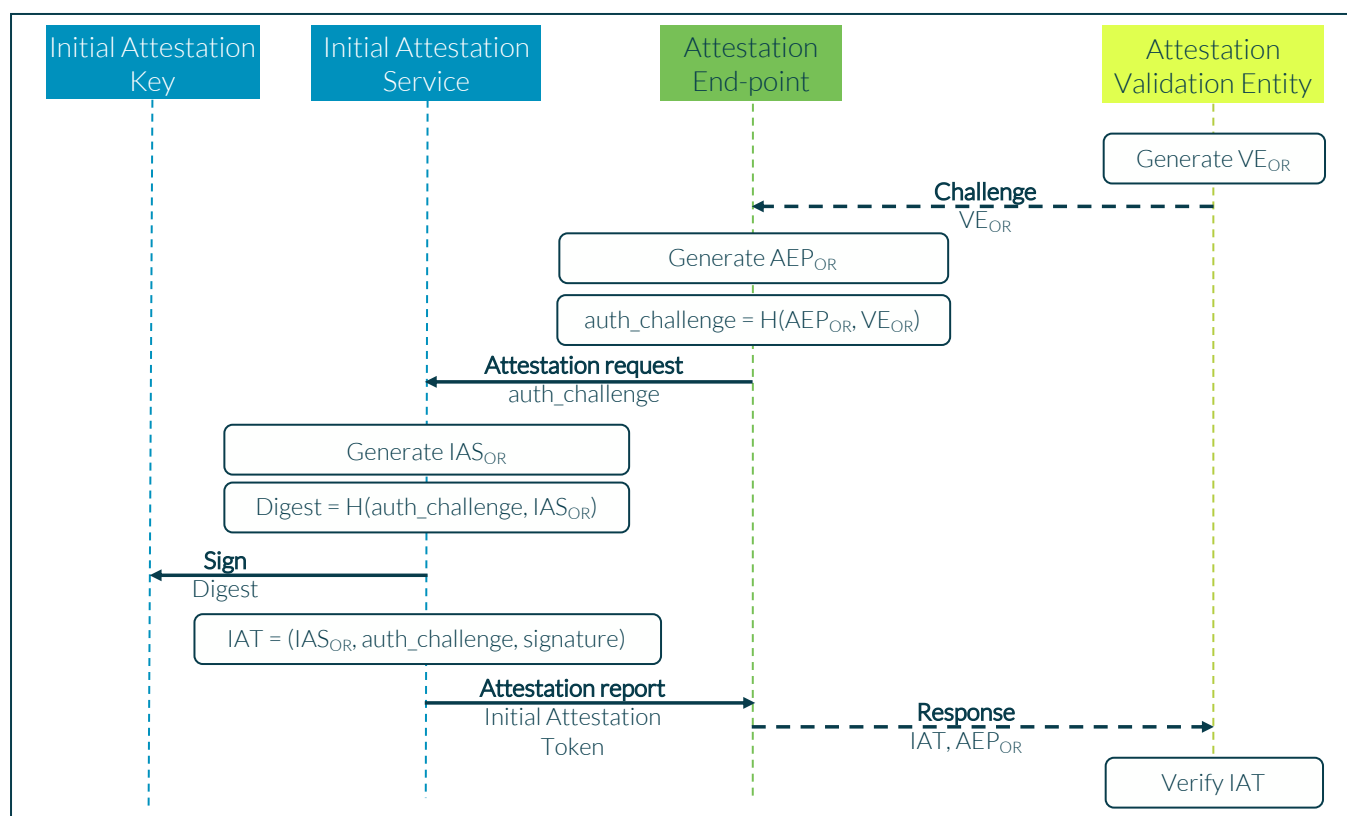 Initial Attestation
Key
Initial Attestation
Service
Attestation
End-point
Attestation
Validation Entity
Generate VE_OR
Challenge
VE_OR
Generate AEP_OR
auth_challenge = H(AEP_OR, VE_OR)
Attestation request
auth_challenge
Generate IAS_OR
Digest = H(auth_challenge, IAS_OR)
Sign
Digest
IAT = (IAS_OR, auth_challenge, signature)
Attestation report
Initial Attestation
Token
Response
IAT, AEP_OR
Verify IAT